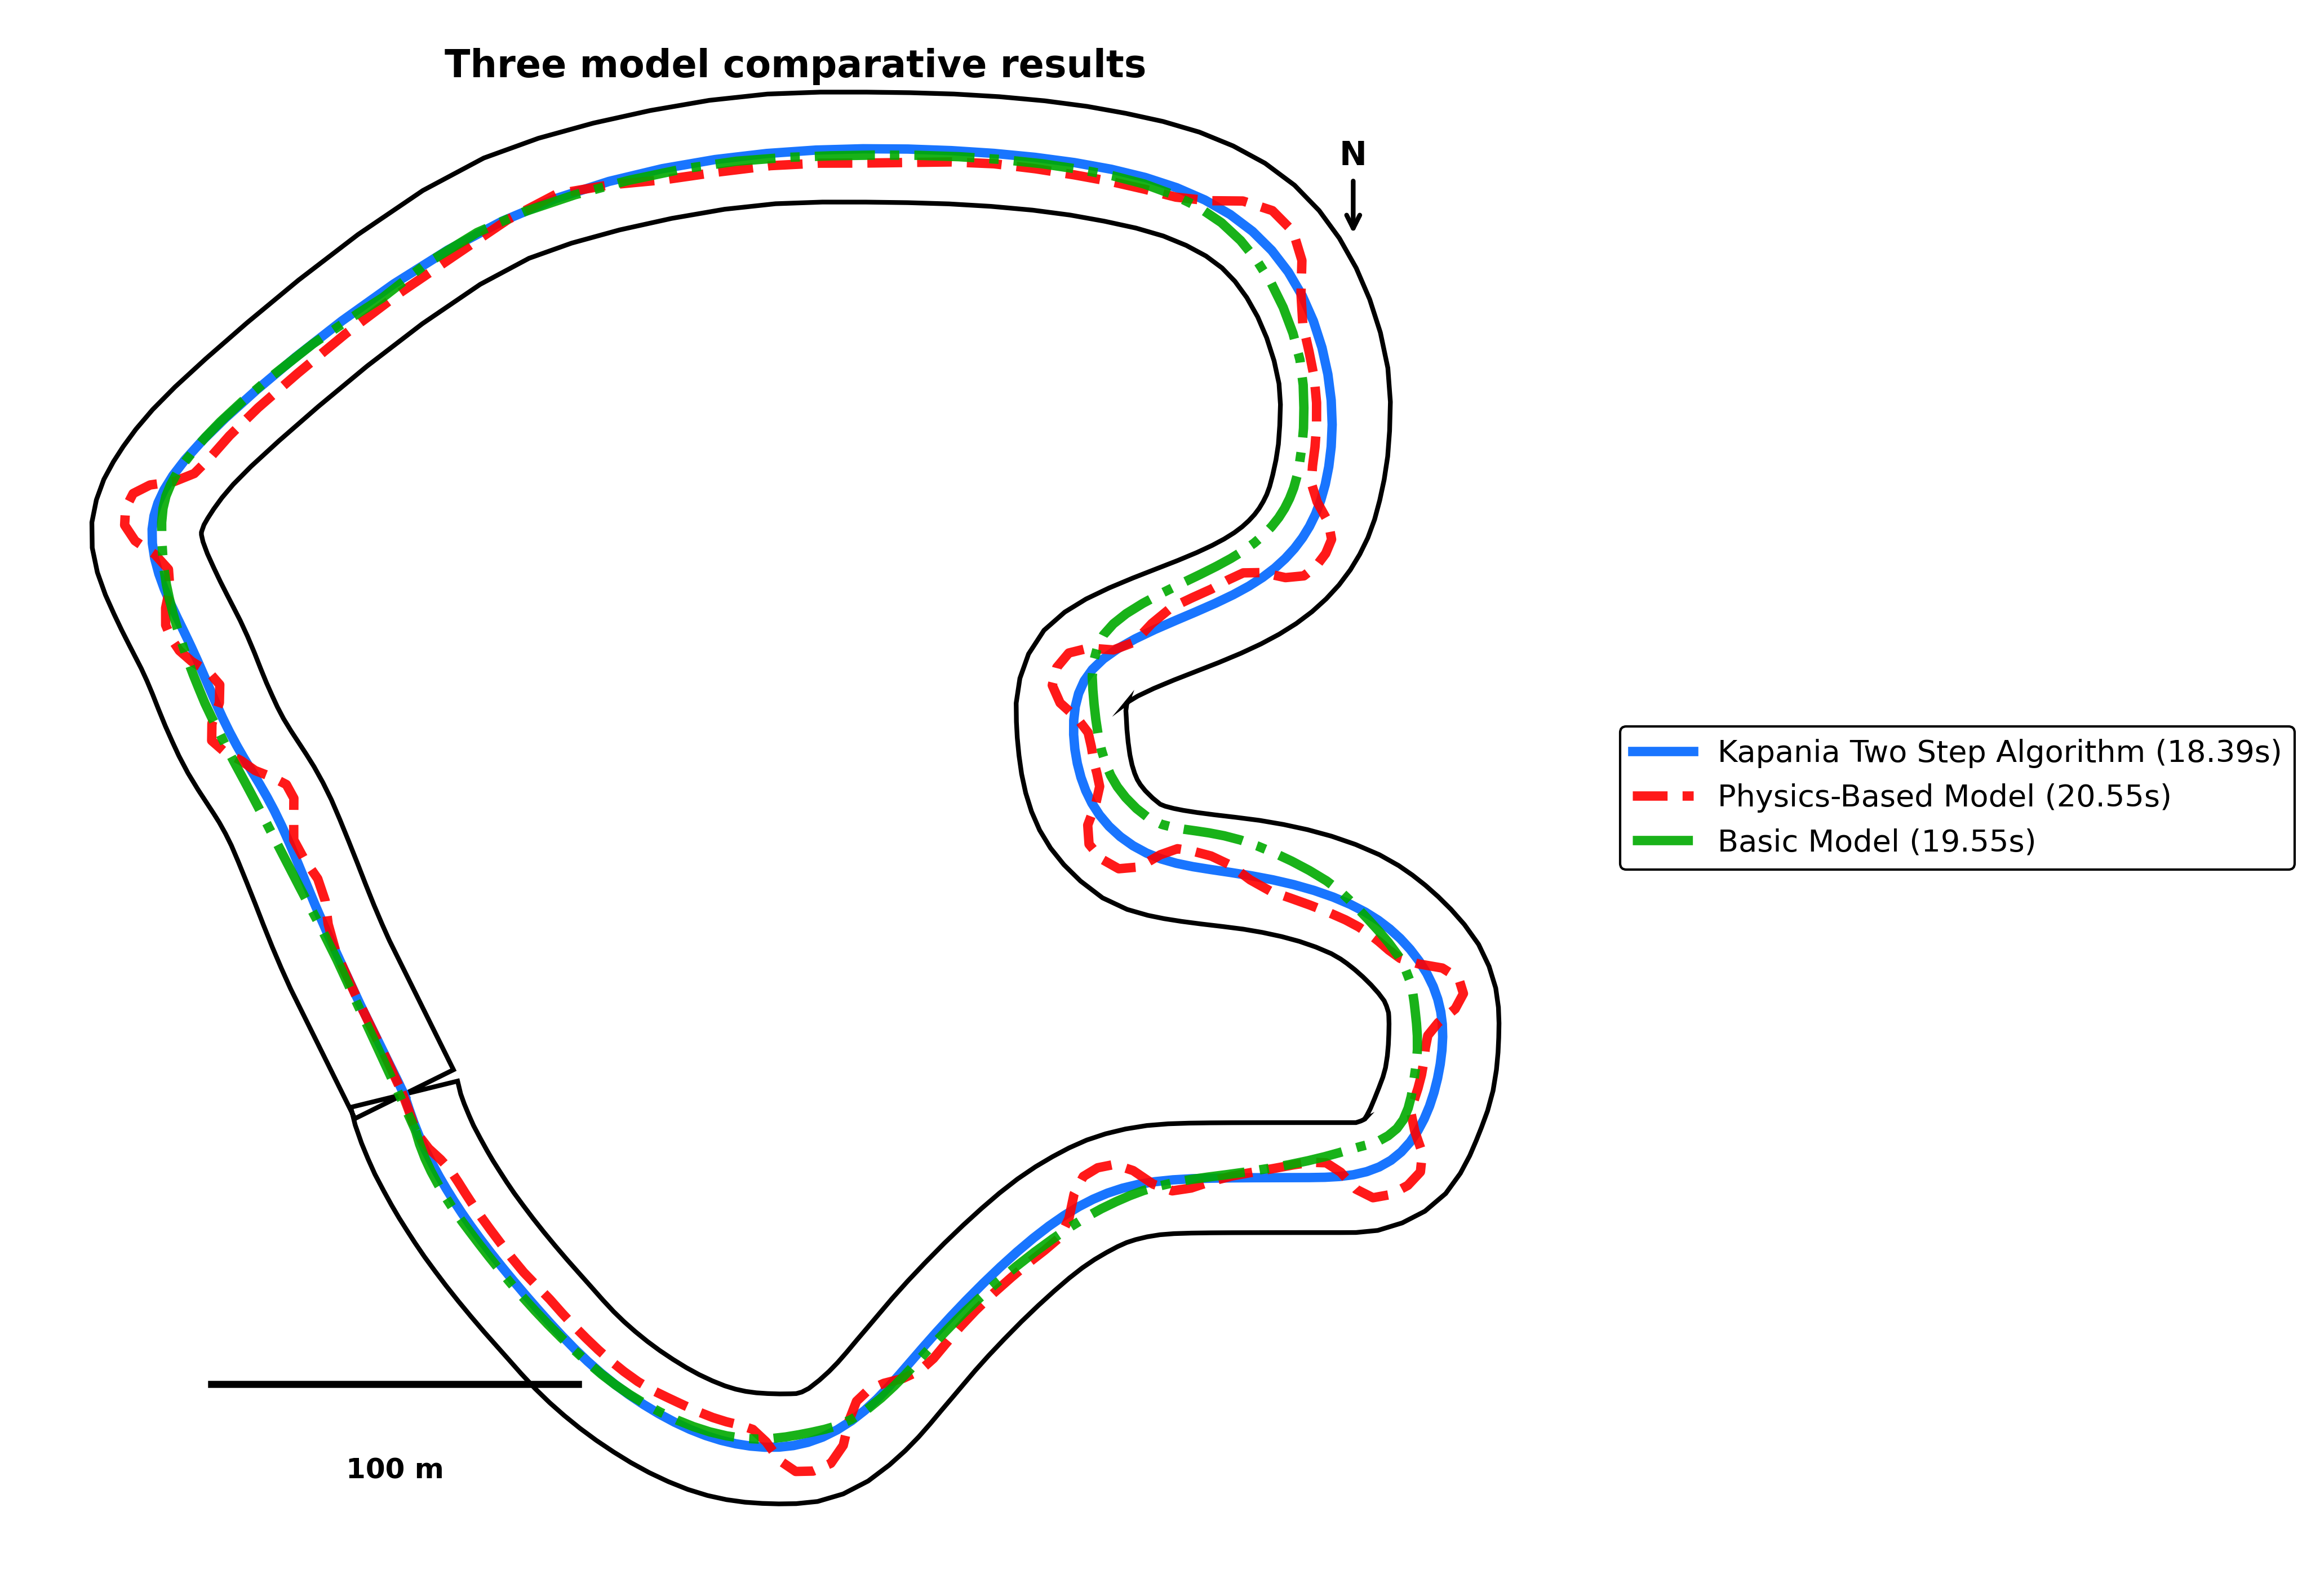 Three model comparative results
N
Kapania Two Step Algorithm (18.39s)
Physics-Based Model (20.55s)
Basic Model (19.55s)
100 m